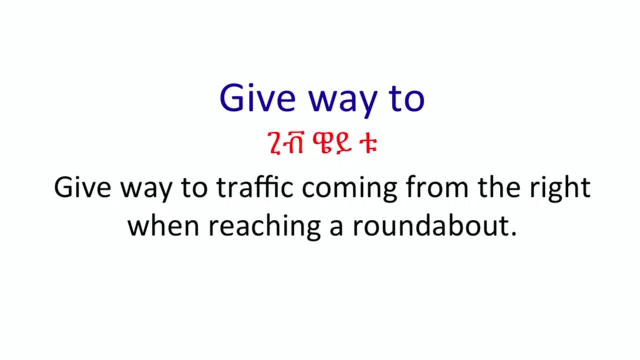 Give way to
ጊቭ ዌይ ቱ
Give way to traffic coming from the right
when reaching a roundabout.